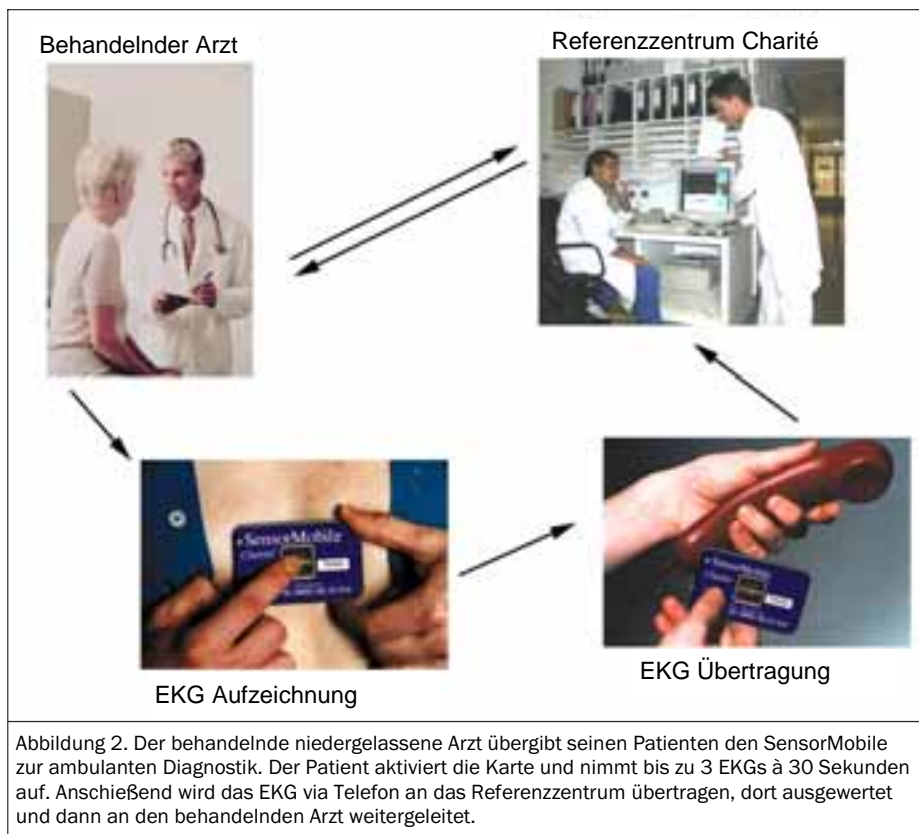 Behandelnder Arzt
Referenzzentrum Charité
SensorMobile
EKG Aufzeichnung
EKG Übertragung
Abbildung 2. Der behandelnde niedergelassene Arzt übergibt seinen Patienten den SensorMobile
zur ambulanten Diagnostik. Der Patient aktiviert die Karte und nimmt bis zu 3 EKGs à 30 Sekunden
auf. Anschießend wird das EKG via Telefon an das Referenzzentrum übertragen, dort ausgewertet
und dann an den behandelnden Arzt weitergeleitet.